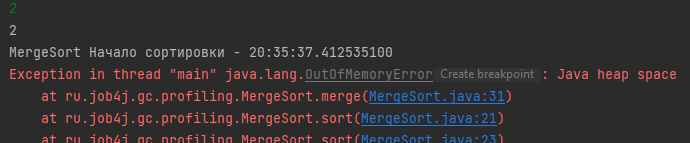 2
2
MergeSort Начало сортировки - 20:35:37.412535100
Exception in thread "main" java.lang.OutOfMemoryError Create breakpoint : Java heap space
at ru.job4j.gc.profiling.MergeSort.merge(MergeSort.java:31)
at ru.job4j.gc.profiling.MergeSort.sort(MergeSort.java:21)
at ru.job4j.gc.profiling.MergeSort.sort(MergeSort.java:23)